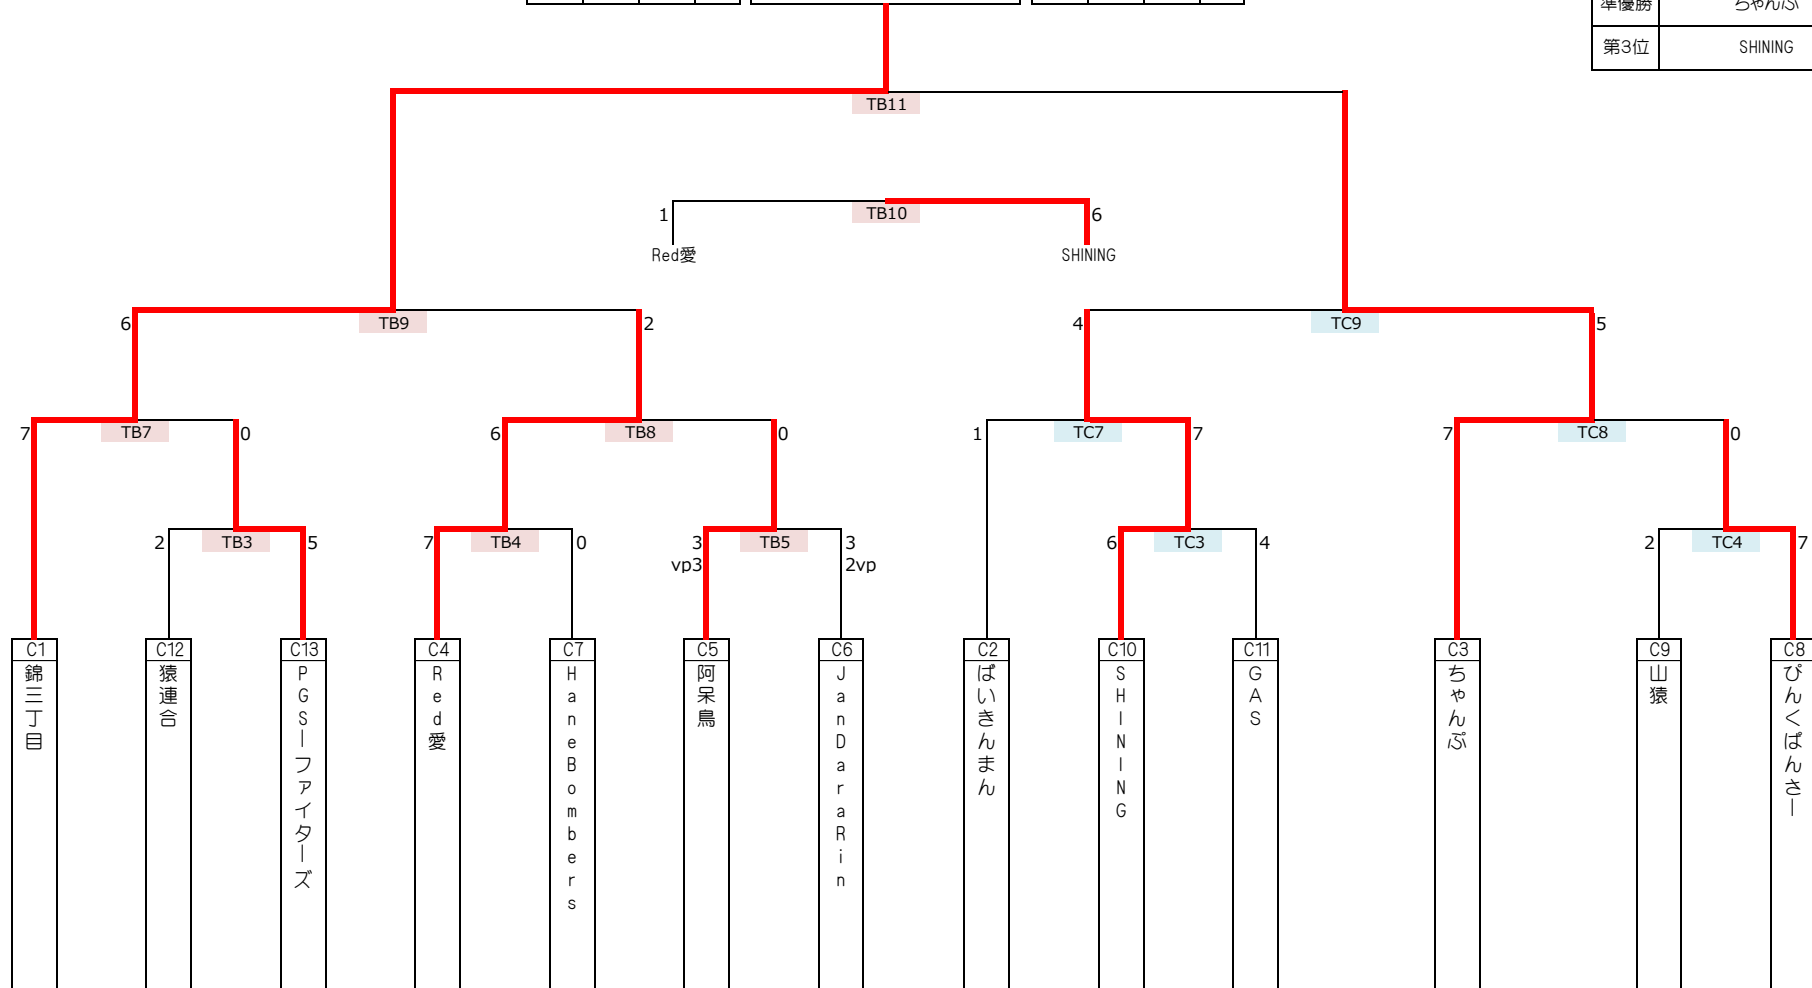 準優勝 ちゃんぷ
第3位 SHINING
TB11
1 TB10 6
Red愛 SHINING
6 TB9 2 4 TC9 5
7 TB7 0 6 TB8 0 1 TC7 7 7 TC8 0
2 TB3 5 7 TB4 0 3 TB5 3 6 TC3 4 2 TC4 7
vp3 2vp
C1
錦三丁目
C12
猿連合
C13
PGSーファイターズ
C4
Red愛
C7
HaneBombers
C5
阿呆鳥
C6
JanDaraRin
C2
ばいきんまん
C10
SHINING
C11
GAS
C3
ちゃんぷ
C9
山猿
C8
ぴんくぱんさー